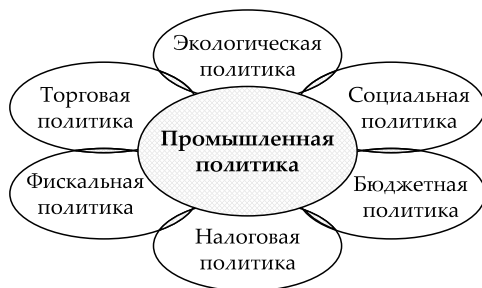 Экологическая
политика
Торговая
политика
Социальная
политика
Промышленная
политика
Фискальная
политика
Бюджетная
политика
Налоговая
политика